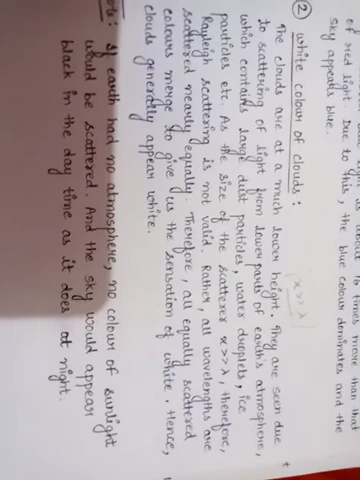 is about 16 times more than that
of red light. Due to this, the blue colour dominates and the
sky appears blue.
② White colour of clouds :
x >> λ
The clouds are at a much lower height. They are seen due t
to scattering of light from lower parts of earth's atmosphere,
which contains large dust particles, water droplets, ice
particles etc. As the size of the scatterer x >> λ, therefore,
Rayleigh scattering is not valid. Rather, all wavelengths are
scattered nearly equally. Therefore, all equally scattered
colours merge to give us the sensation of white. Hence,
clouds generally appear white.
: If earth had no atmosphere, no colour of sunlight
would be scattered. And the sky would appear
black in the day time as it does at night.